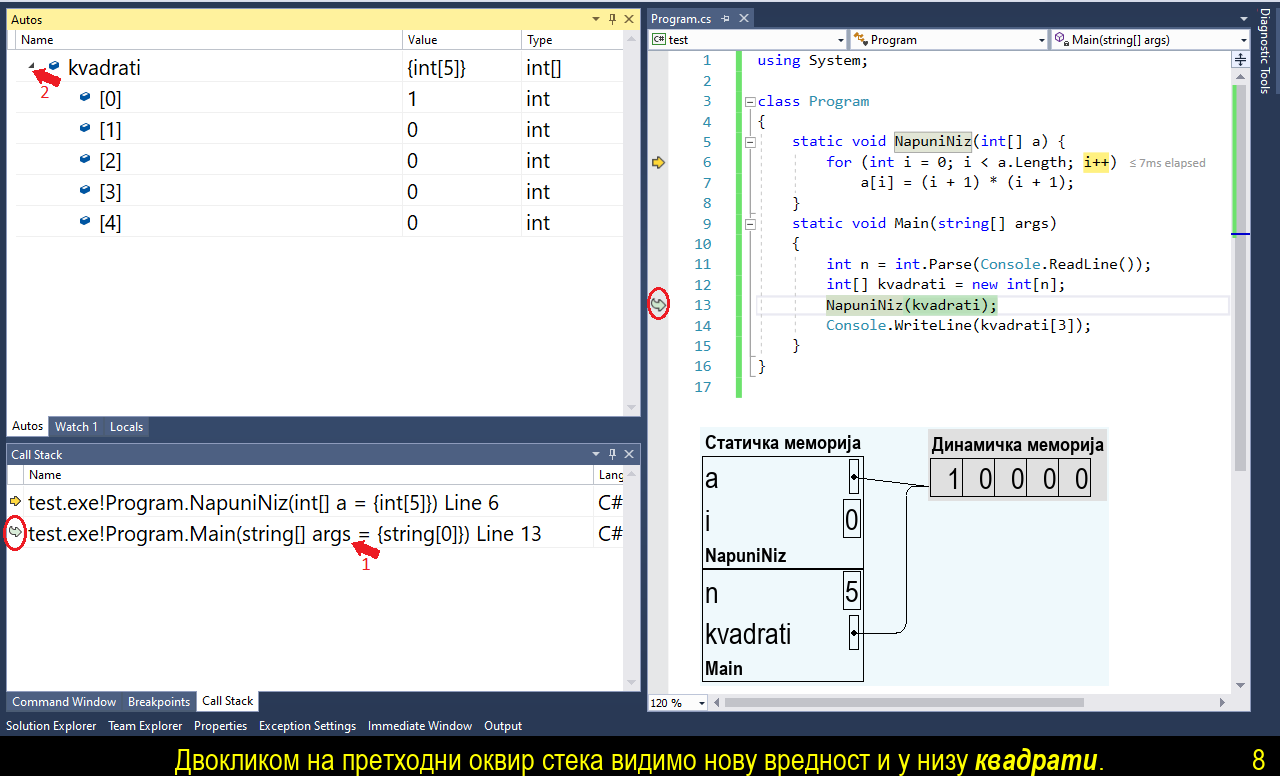 Autos
Name Value Type
kvadrati {int[5]} int[]
2
[0] 1 int
[1] 0 int
[2] 0 int
[3] 0 int
[4] 0 int
Autos Watch 1 Locals
Call Stack
Name Lang
test.exe!Program.NapuniNiz(int[] a = {int[5]}) Line 6 C#
test.exe!Program.Main(string[] args = {string[0]}) Line 13 C#
1
Command Window Breakpoints Call Stack
Solution Explorer Team Explorer Properties Exception Settings Immediate Window Output
Program.cs
C# test Program Main(string[] args)
1 using System;
2
3 class Program
4 {
5 static void NapuniNiz(int[] a) {
6 for (int i = 0; i < a.Length; i++) ≤ 7ms elapsed
7 a[i] = (i + 1) * (i + 1);
8 }
9 static void Main(string[] args)
10 {
11 int n = int.Parse(Console.ReadLine());
12 int[] kvadrati = new int[n];
13 NapuniNiz(kvadrati);
14 Console.WriteLine(kvadrati[3]);
15 }
16 }
17
Статичка меморија
a
i 0
NapuniNiz
n 5
kvadrati
Main
Динамичка меморија
1 0 0 0 0
120 %
Diagnostic Tools
Двокликом на претходни оквир стека видимо нову вредност и у низу квадрати. 8